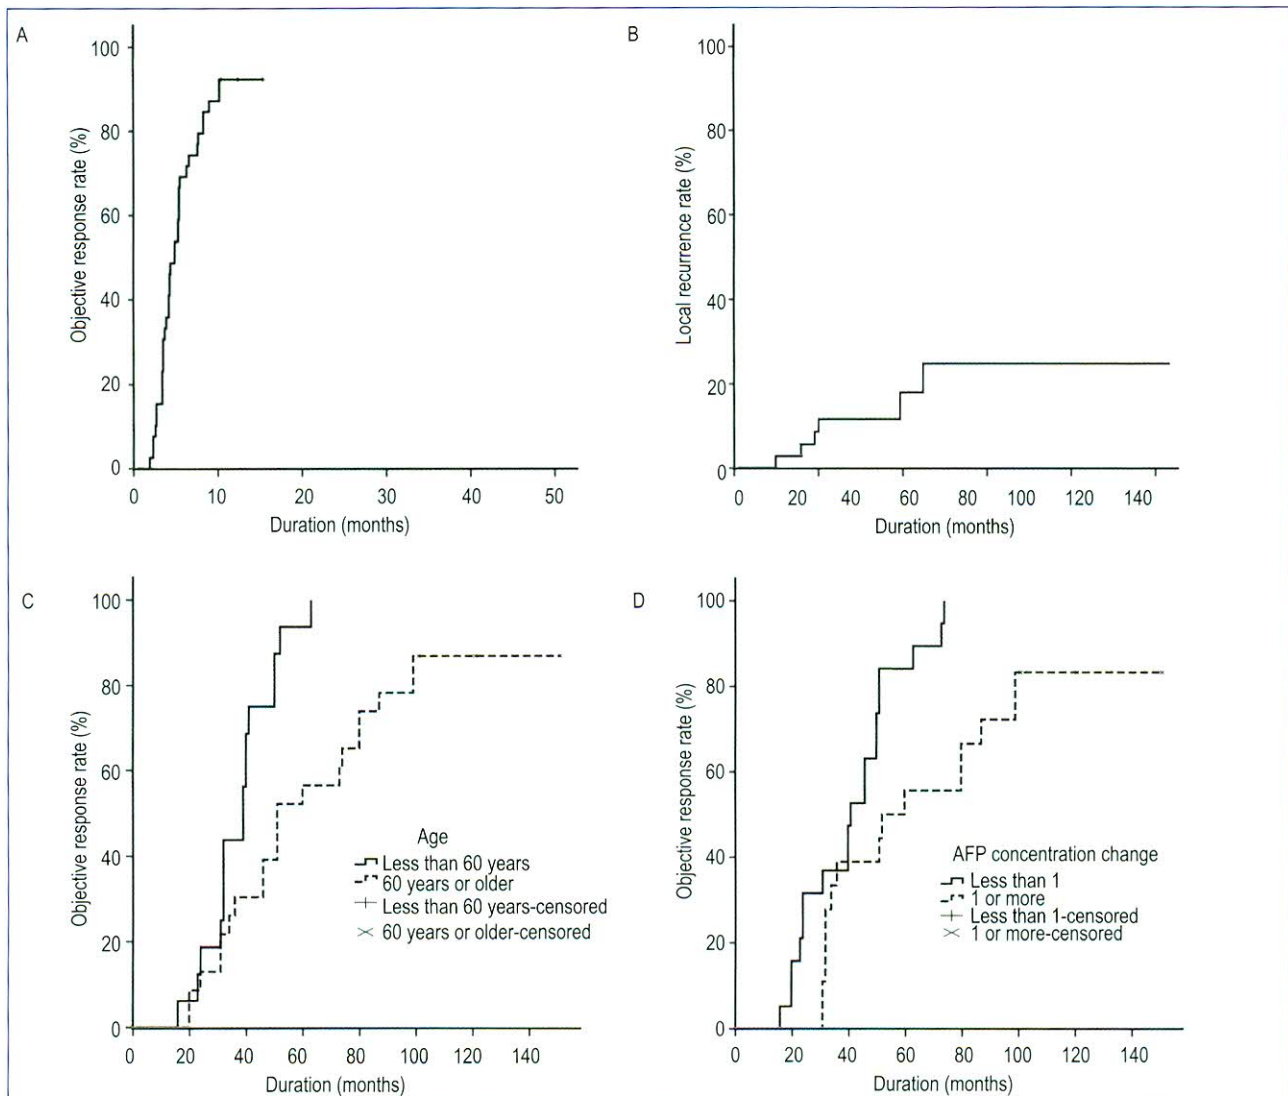 A
100
80
60
40
20
0
Objective response rate (%)
0 10 20 30 40 50
Duration (months)
B
100
80
60
40
20
0
Local recurrence rate (%)
0 20 40 60 80 100 120 140
Duration (months)
C
100
80
60
40
20
0
Objective response rate (%)
Age
Less than 60 years
60 years or older
Less than 60 years-censored
60 years or older-censored
0 20 40 60 80 100 120 140
Duration (months)
D
100
80
60
40
20
0
Objective response rate (%)
AFP concentration change
Less than 1
1 or more
Less than 1-censored
1 or more-censored
0 20 40 60 80 100 120 140
Duration (months)